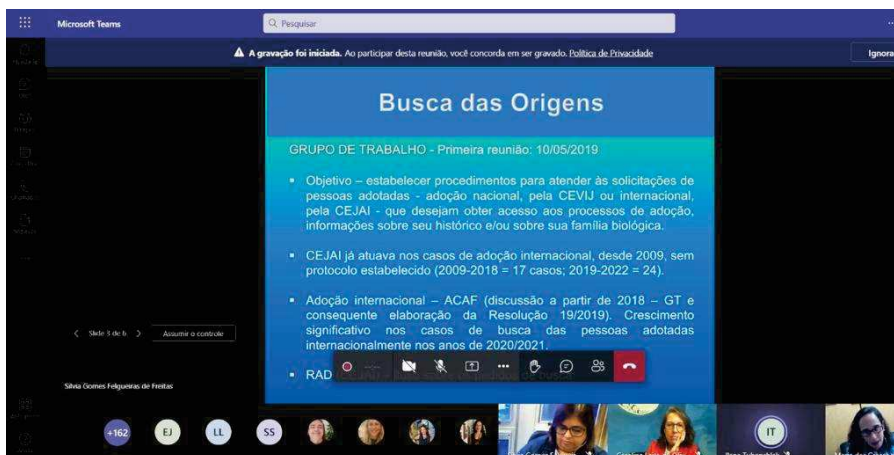 Microsoft Teams
Pesquisar
A gravação foi iniciada. Ao participar desta reunião, você concorda em ser gravado. Política de Privacidade
Ignora
Busca das Origens
GRUPO DE TRABALHO - Primeira reunião: 10/05/2019
▪ Objetivo – estabelecer procedimentos para atender às solicitações de
pessoas adotadas - adoção nacional, pela CEVIJ ou internacional,
pela CEJAI - que desejam obter acesso aos processos de adoção,
informações sobre seu histórico e/ou sobre sua família biológica.
▪ CEJAI já atuava nos casos de adoção internacional, desde 2009, sem
protocolo estabelecido (2009-2018 = 17 casos; 2019-2022 = 24).
▪ Adoção internacional – ACAF (discussão a partir de 2018 – GT e
consequente elaboração da Resolução 19/2019). Crescimento
significativo nos casos de busca das pessoas adotadas
internacionalmente nos anos de 2020/2021.
▪ RAD
Slide 3 de 6
Assumir o controle
Silvia Gomes Felgueiras de Freitas
+162
EJ
LL
SS
IT